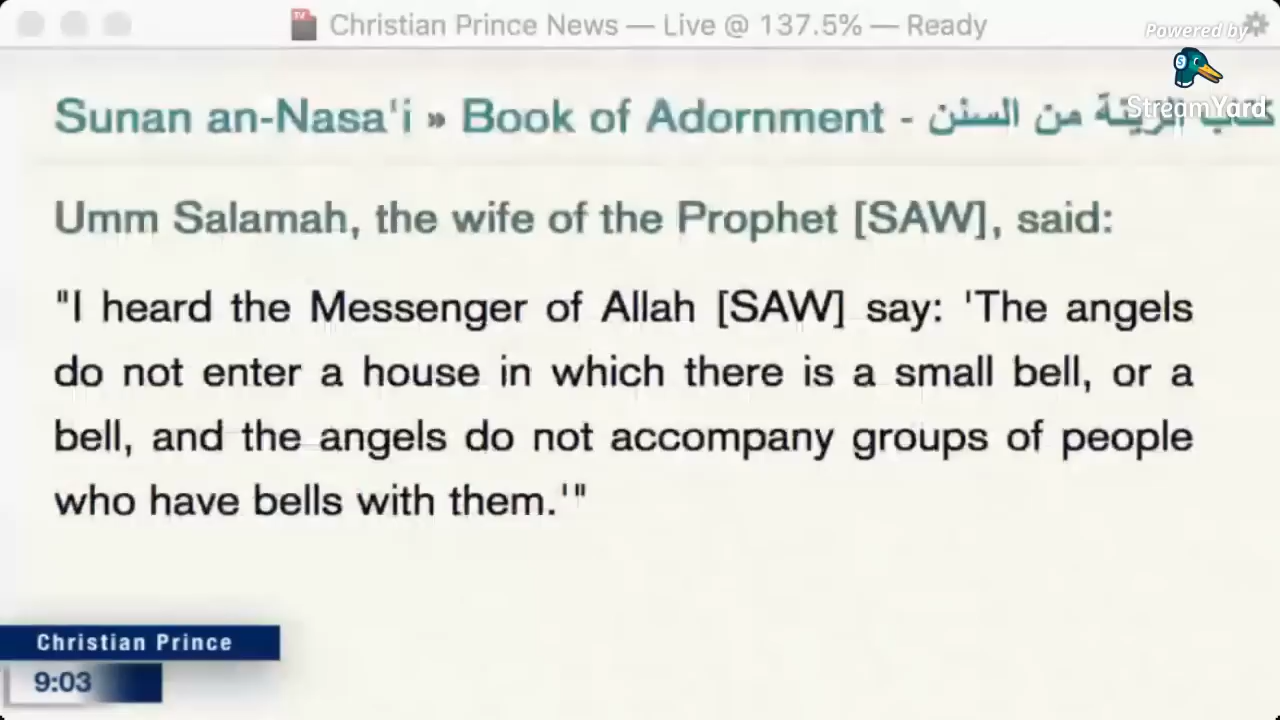 Christian Prince News — Live @ 137.5% — Ready
Powered by
StreamYard
Sunan an-Nasa'i » Book of Adornment - كتاب الزينة من السنن
Umm Salamah, the wife of the Prophet [SAW], said:
"I heard the Messenger of Allah [SAW] say: 'The angels
do not enter a house in which there is a small bell, or a
bell, and the angels do not accompany groups of people
who have bells with them.'"
Christian Prince
9:03